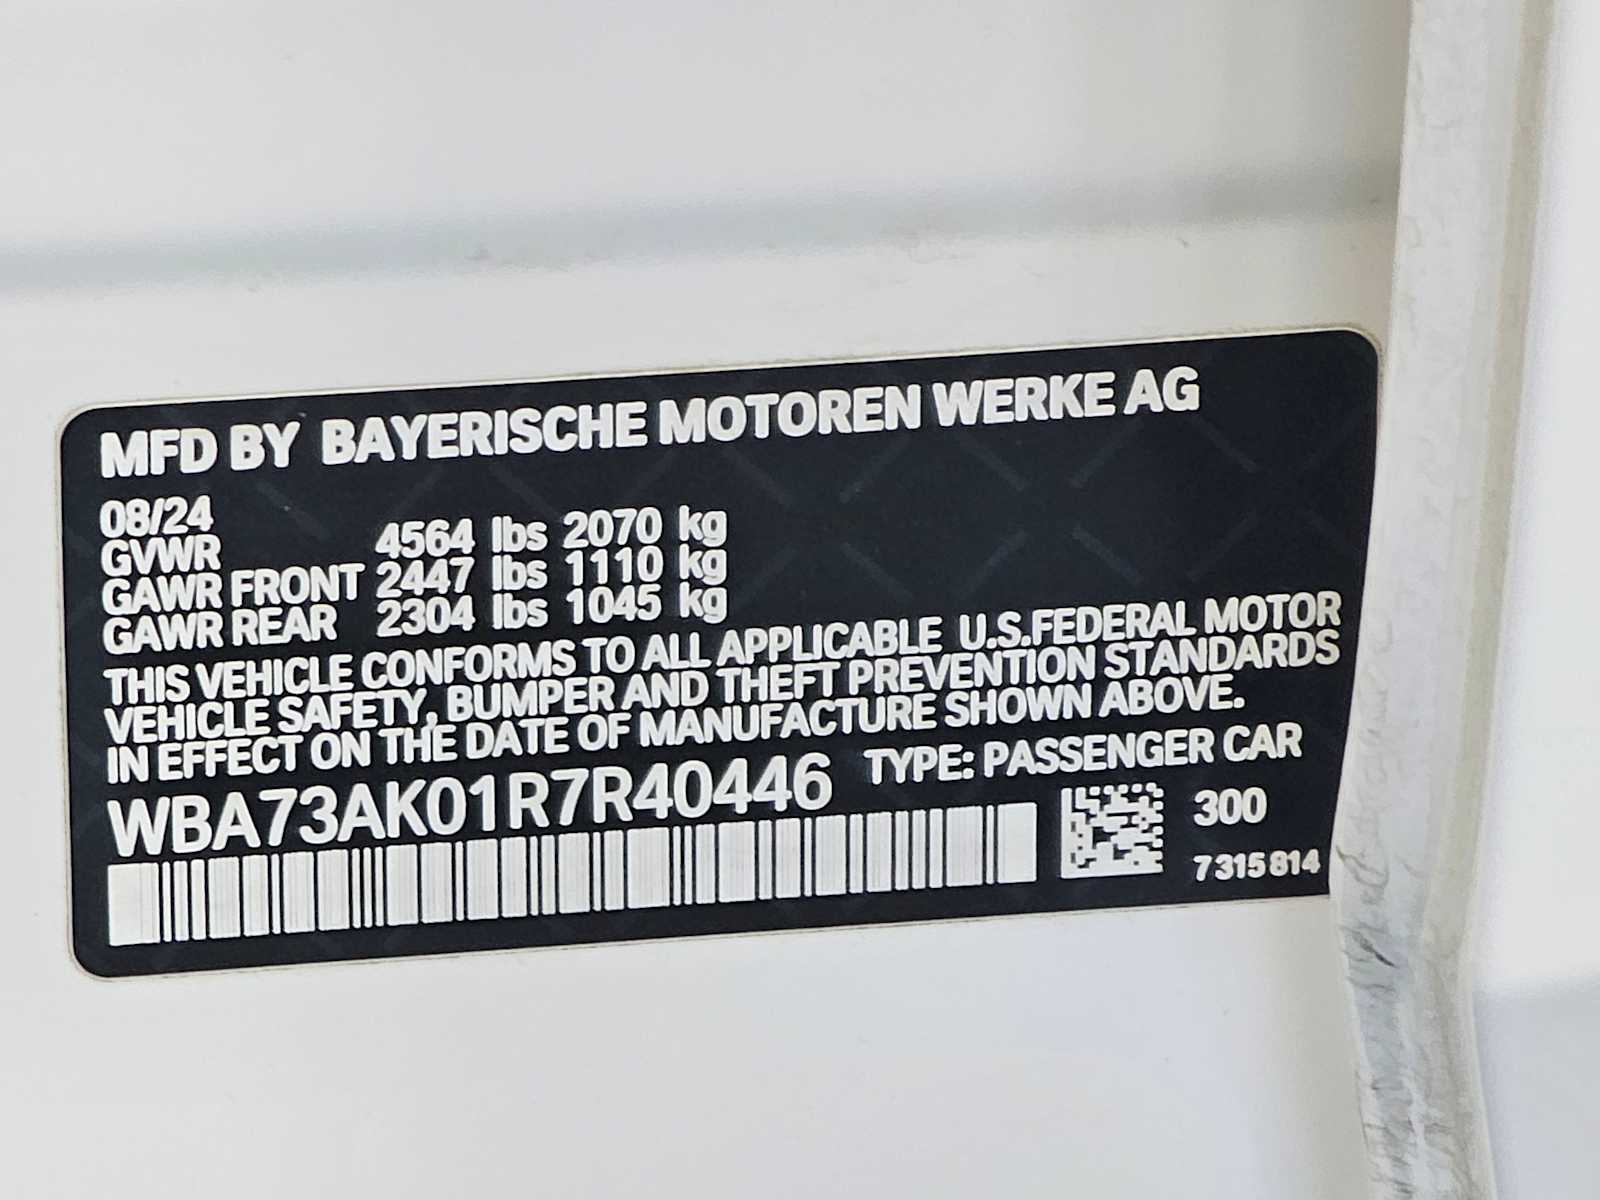 MFD BY BAYERISCHE MOTOREN WERKE AG
08/24
GVWR 4564 lbs 2070 kg
GAWR FRONT 2447 lbs 1110 kg
GAWR REAR 2304 lbs 1045 kg
THIS VEHICLE CONFORMS TO ALL APPLICABLE U.S.FEDERAL MOTOR
VEHICLE SAFETY, BUMPER AND THEFT PREVENTION STANDARDS
IN EFFECT ON THE DATE OF MANUFACTURE SHOWN ABOVE.
WBA73AK01R7R40446 TYPE: PASSENGER CAR
300
7315814